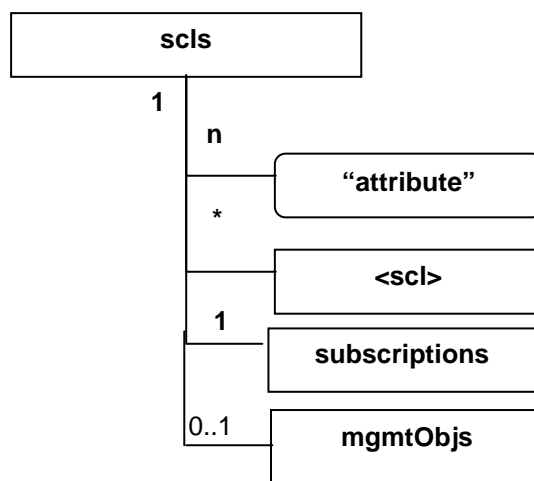 scls
1
n
“attribute”
*
<scl>
1
subscriptions
0..1
mgmtObjs